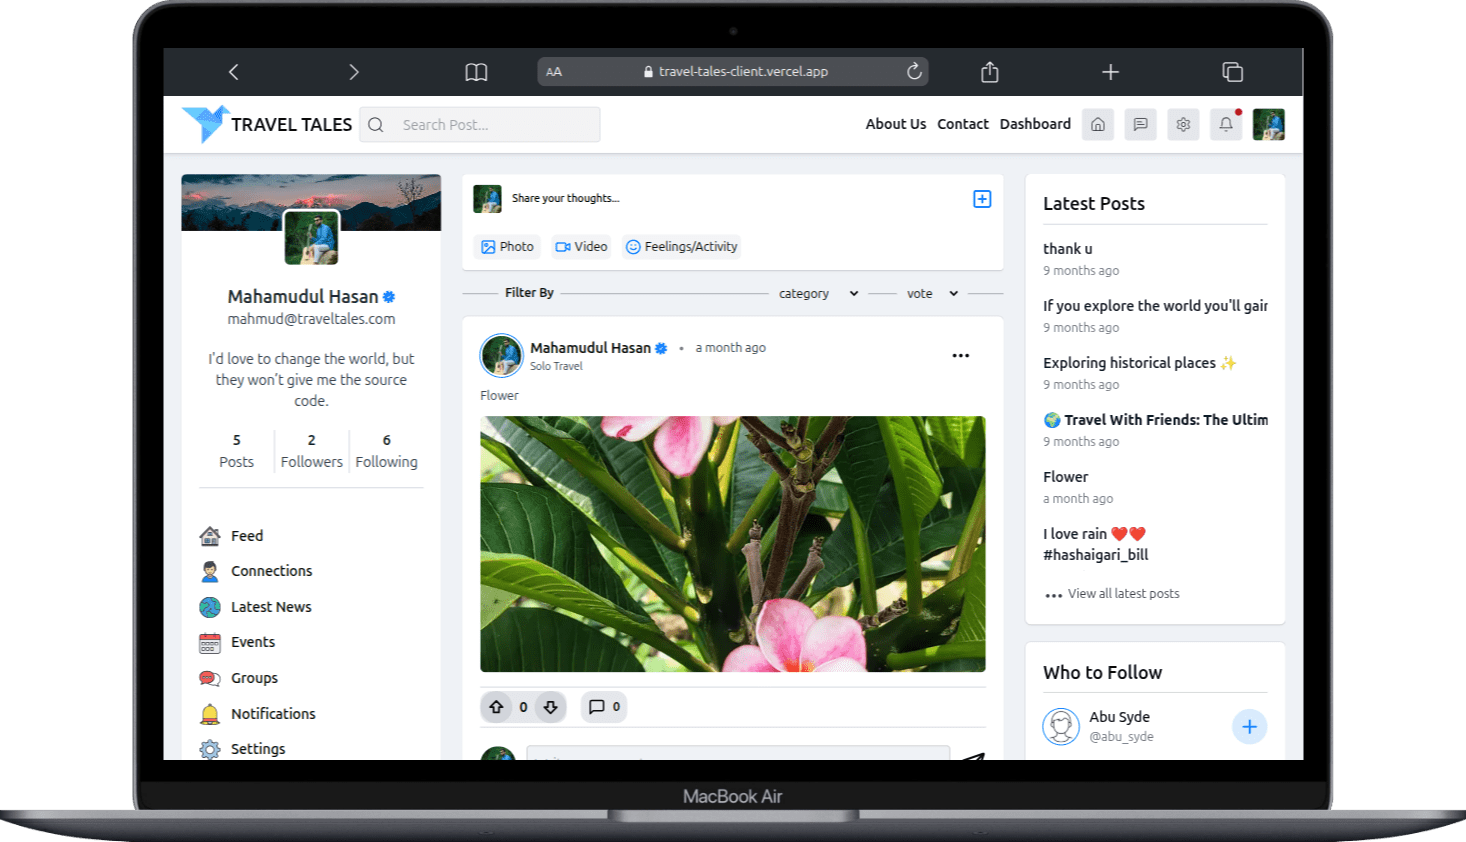 AA
travel-tales-client.vercel.app
TRAVEL TALES
Search Post...
About Us
Contact
Dashboard
Mahamudul Hasan
mahmud@traveltales.com
I'd love to change the world, but
they won't give me the source
code.
5
Posts
2
Followers
6
Following
Feed
Connections
Latest News
Events
Groups
Notifications
Settings
Share your thoughts...
Photo
Video
Feelings/Activity
Filter By
category
vote
Mahamudul Hasan • a month ago
Solo Travel
Flower
0
0
Latest Posts
thank u
9 months ago
If you explore the world you'll gair
9 months ago
Exploring historical places ✨
9 months ago
🌍 Travel With Friends: The Ultim
9 months ago
Flower
a month ago
I love rain ❤️❤️
#hashaigari_bill
••• View all latest posts
Who to Follow
Abu Syde
@abu_syde
MacBook Air